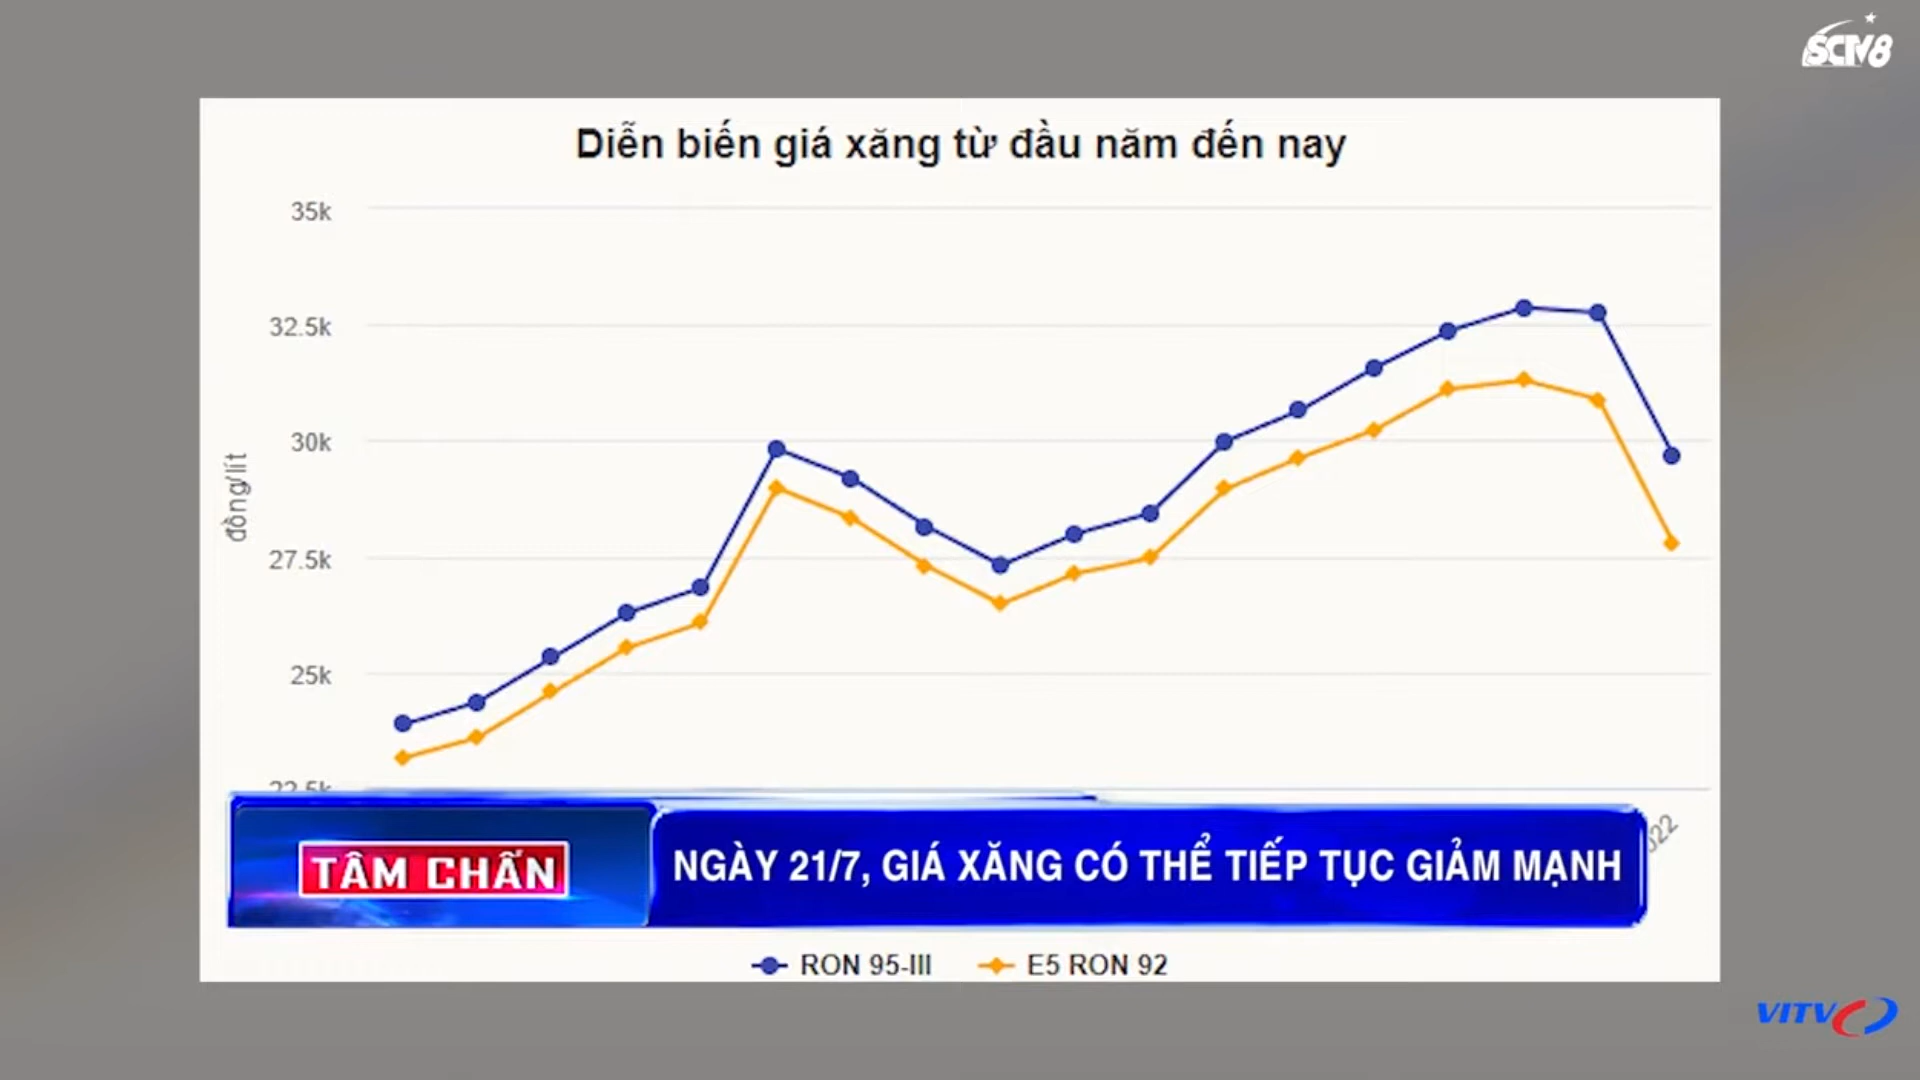 SCTV8
Diễn biến giá xăng từ đầu năm đến nay
35k
32.5k
30k
27.5k
25k
22.5k
đồng/lít
TÂM CHẤN
NGÀY 21/7, GIÁ XĂNG CÓ THỂ TIẾP TỤC GIẢM MẠNH
RON 95-III
E5 RON 92
VITV